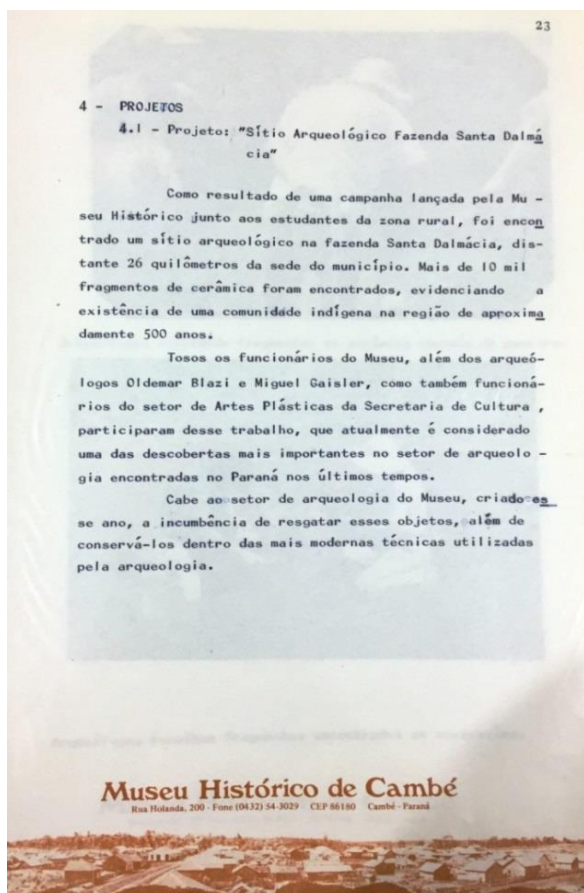 23
4 - PROJETOS
4.1 - Projeto: "Sítio Arqueológico Fazenda Santa Dalmá
cia"
Como resultado de uma campanha lançada pela Mu -
seu Histórico junto aos estudantes da zona rural, foi encon
trado um sítio arqueológico na fazenda Santa Dalmácia, dis-
tante 26 quilômetros da sede do município. Mais de 10 mil
fragmentos de cerâmica foram encontrados, evidenciando a
existência de uma comunidade indígena na região de aproxima
damente 500 anos.
Tosos os funcionários do Museu, além dos arqueó-
logos Oldemar Blazi e Miguel Gaisler, como também funcioná-
rios do setor de Artes Plásticas da Secretaria de Cultura ,
participaram desse trabalho, que atualmente é considerado
uma das descobertas mais importantes no setor de arqueolo -
gia encontradas no Paraná nos últimos tempos.
Cabe ao setor de arqueologia do Museu, criado es
se ano, a incumbência de resgatar esses objetos, além de
conservá-los dentro das mais modernas técnicas utilizadas
pela arqueologia.
Museu Histórico de Cambé
Rua Holanda, 200 - Fone (0432) 54-3029 CEP 86180 Cambé - Paraná